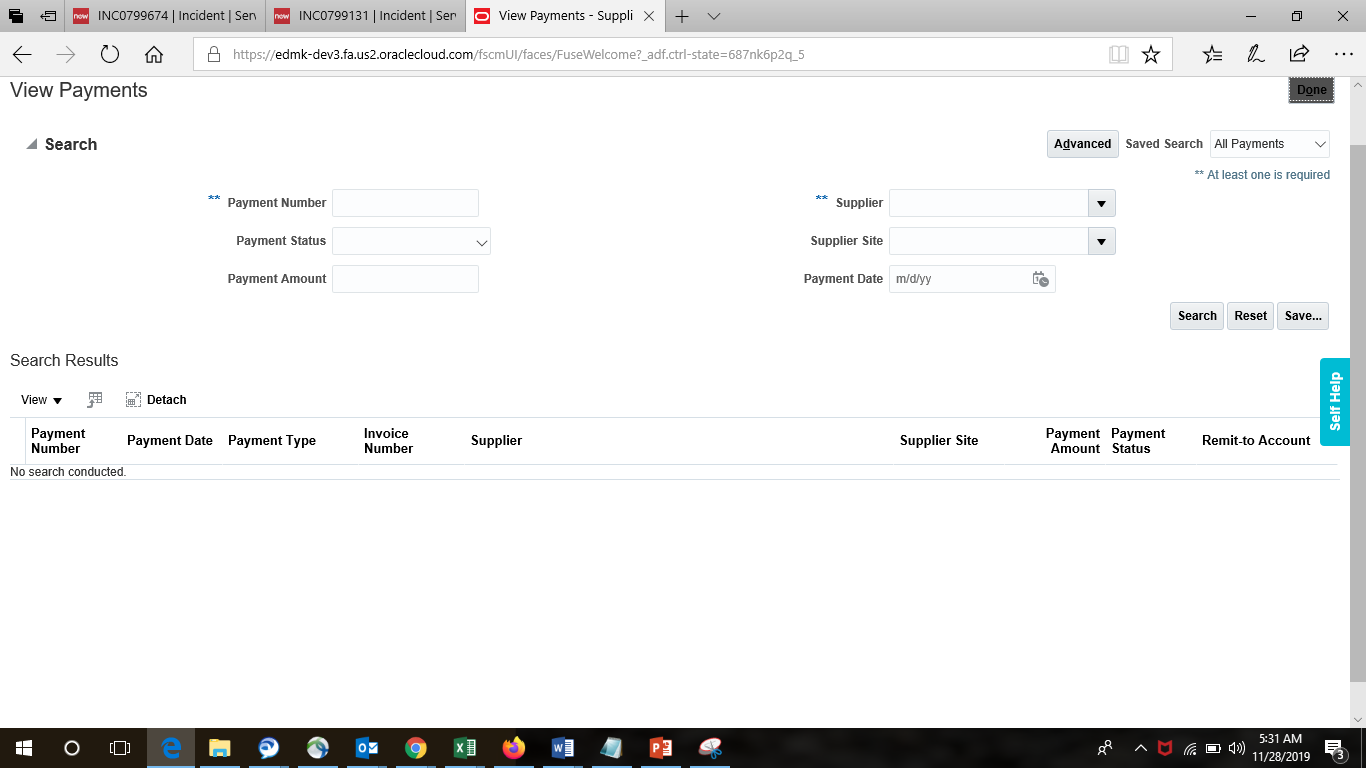 INC0799674 | Incident | Serv
INC0799131 | Incident | Serv
View Payments - Suppli
https://edmk-dev3.fa.us2.oraclecloud.com/fscmUI/faces/FuseWelcome?_adf.ctrl-state=687nk6p2q_5
View Payments
Done
Search
Advanced
Saved Search
All Payments
** At least one is required
** Payment Number
** Supplier
Payment Status
Supplier Site
Payment Amount
Payment Date
m/d/yy
Search
Reset
Save...
Search Results
View
Detach
Self Help
Payment Number
Payment Date
Payment Type
Invoice Number
Supplier
Supplier Site
Payment Amount
Payment Status
Remit-to Account
No search conducted.
5:31 AM
11/28/2019
3